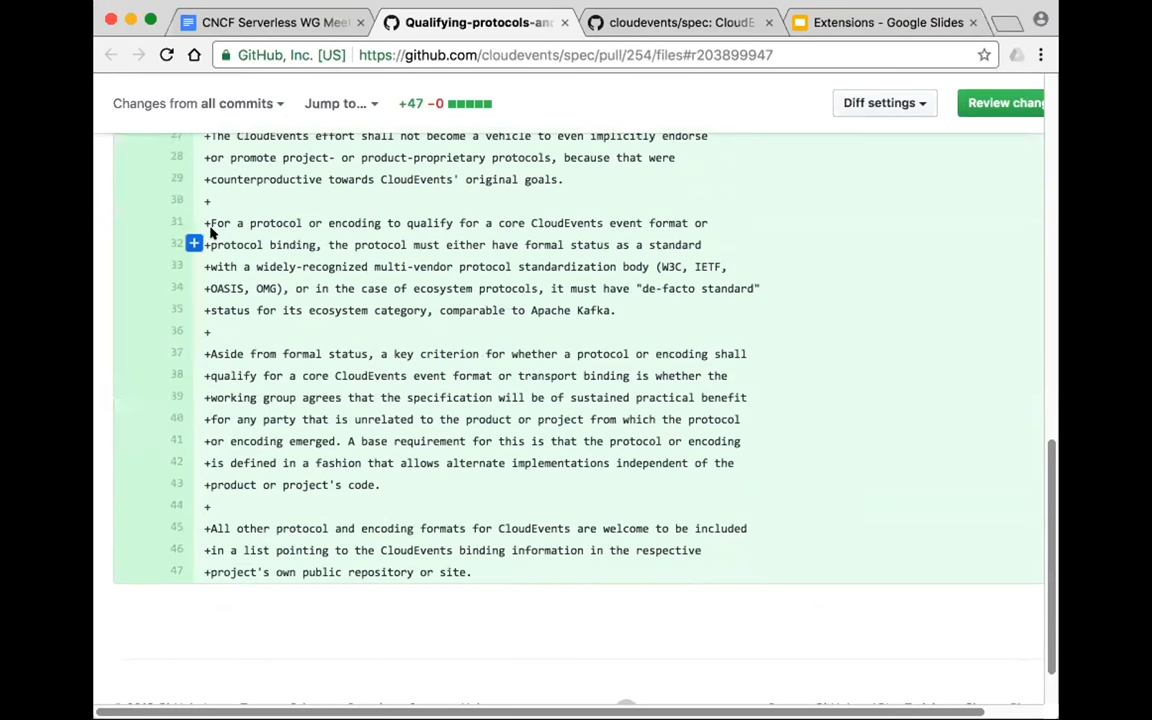 CNCF Serverless WG Mee
Qualifying-protocols-and
cloudevents/spec: CloudE
Extensions - Google Slides
GitHub, Inc. [US]
https://github.com/cloudevents/spec/pull/254/files#r203899947
Changes from all commits
Jump to...
+47 −0
Diff settings
Review chang
27 +The CloudEvents effort shall not become a vehicle to even implicitly endorse
28 +or promote project- or product-proprietary protocols, because that were
29 +counterproductive towards CloudEvents' original goals.
30 +
31 +For a protocol or encoding to qualify for a core CloudEvents event format or
32 +protocol binding, the protocol must either have formal status as a standard
33 +with a widely-recognized multi-vendor protocol standardization body (W3C, IETF,
34 +OASIS, OMG), or in the case of ecosystem protocols, it must have "de-facto standard"
35 +status for its ecosystem category, comparable to Apache Kafka.
36 +
37 +Aside from formal status, a key criterion for whether a protocol or encoding shall
38 +qualify for a core CloudEvents event format or transport binding is whether the
39 +working group agrees that the specification will be of sustained practical benefit
40 +for any party that is unrelated to the product or project from which the protocol
41 +or encoding emerged. A base requirement for this is that the protocol or encoding
42 +is defined in a fashion that allows alternate implementations independent of the
43 +product or project's code.
44 +
45 +All other protocol and encoding formats for CloudEvents are welcome to be included
46 +in a list pointing to the CloudEvents binding information in the respective
47 +project's own public repository or site.